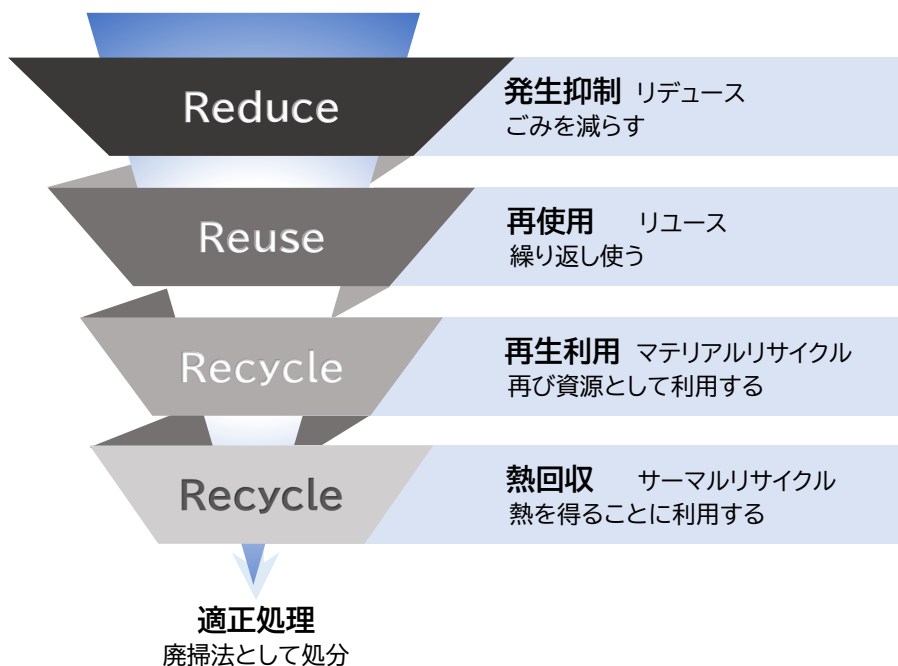 Reduce
発生抑制 リデュース
ごみを減らす
Reuse
再使用 リユース
繰り返し使う
Recycle
再生利用 マテリアルリサイクル
再び資源として利用する
Recycle
熱回収 サーマルリサイクル
熱を得ることに利用する
適正処理
廃掃法として処分